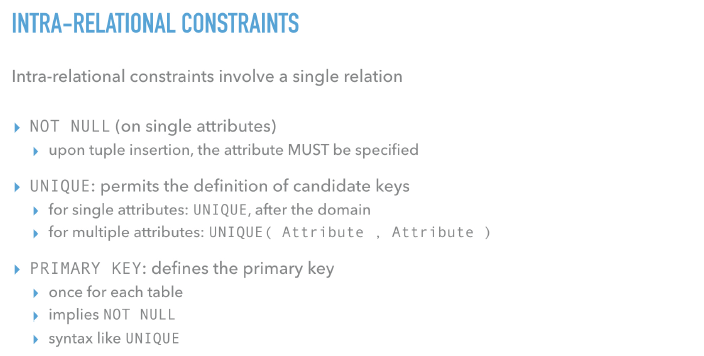 INTRA-RELATIONAL CONSTRAINTS
Intra-relational constraints involve a single relation
▸ NOT NULL (on single attributes)
▸ upon tuple insertion, the attribute MUST be specified
▸ UNIQUE: permits the definition of candidate keys
▸ for single attributes: UNIQUE, after the domain
▸ for multiple attributes: UNIQUE( Attribute , Attribute )
▸ PRIMARY KEY: defines the primary key
▸ once for each table
▸ implies NOT NULL
▸ syntax like UNIQUE